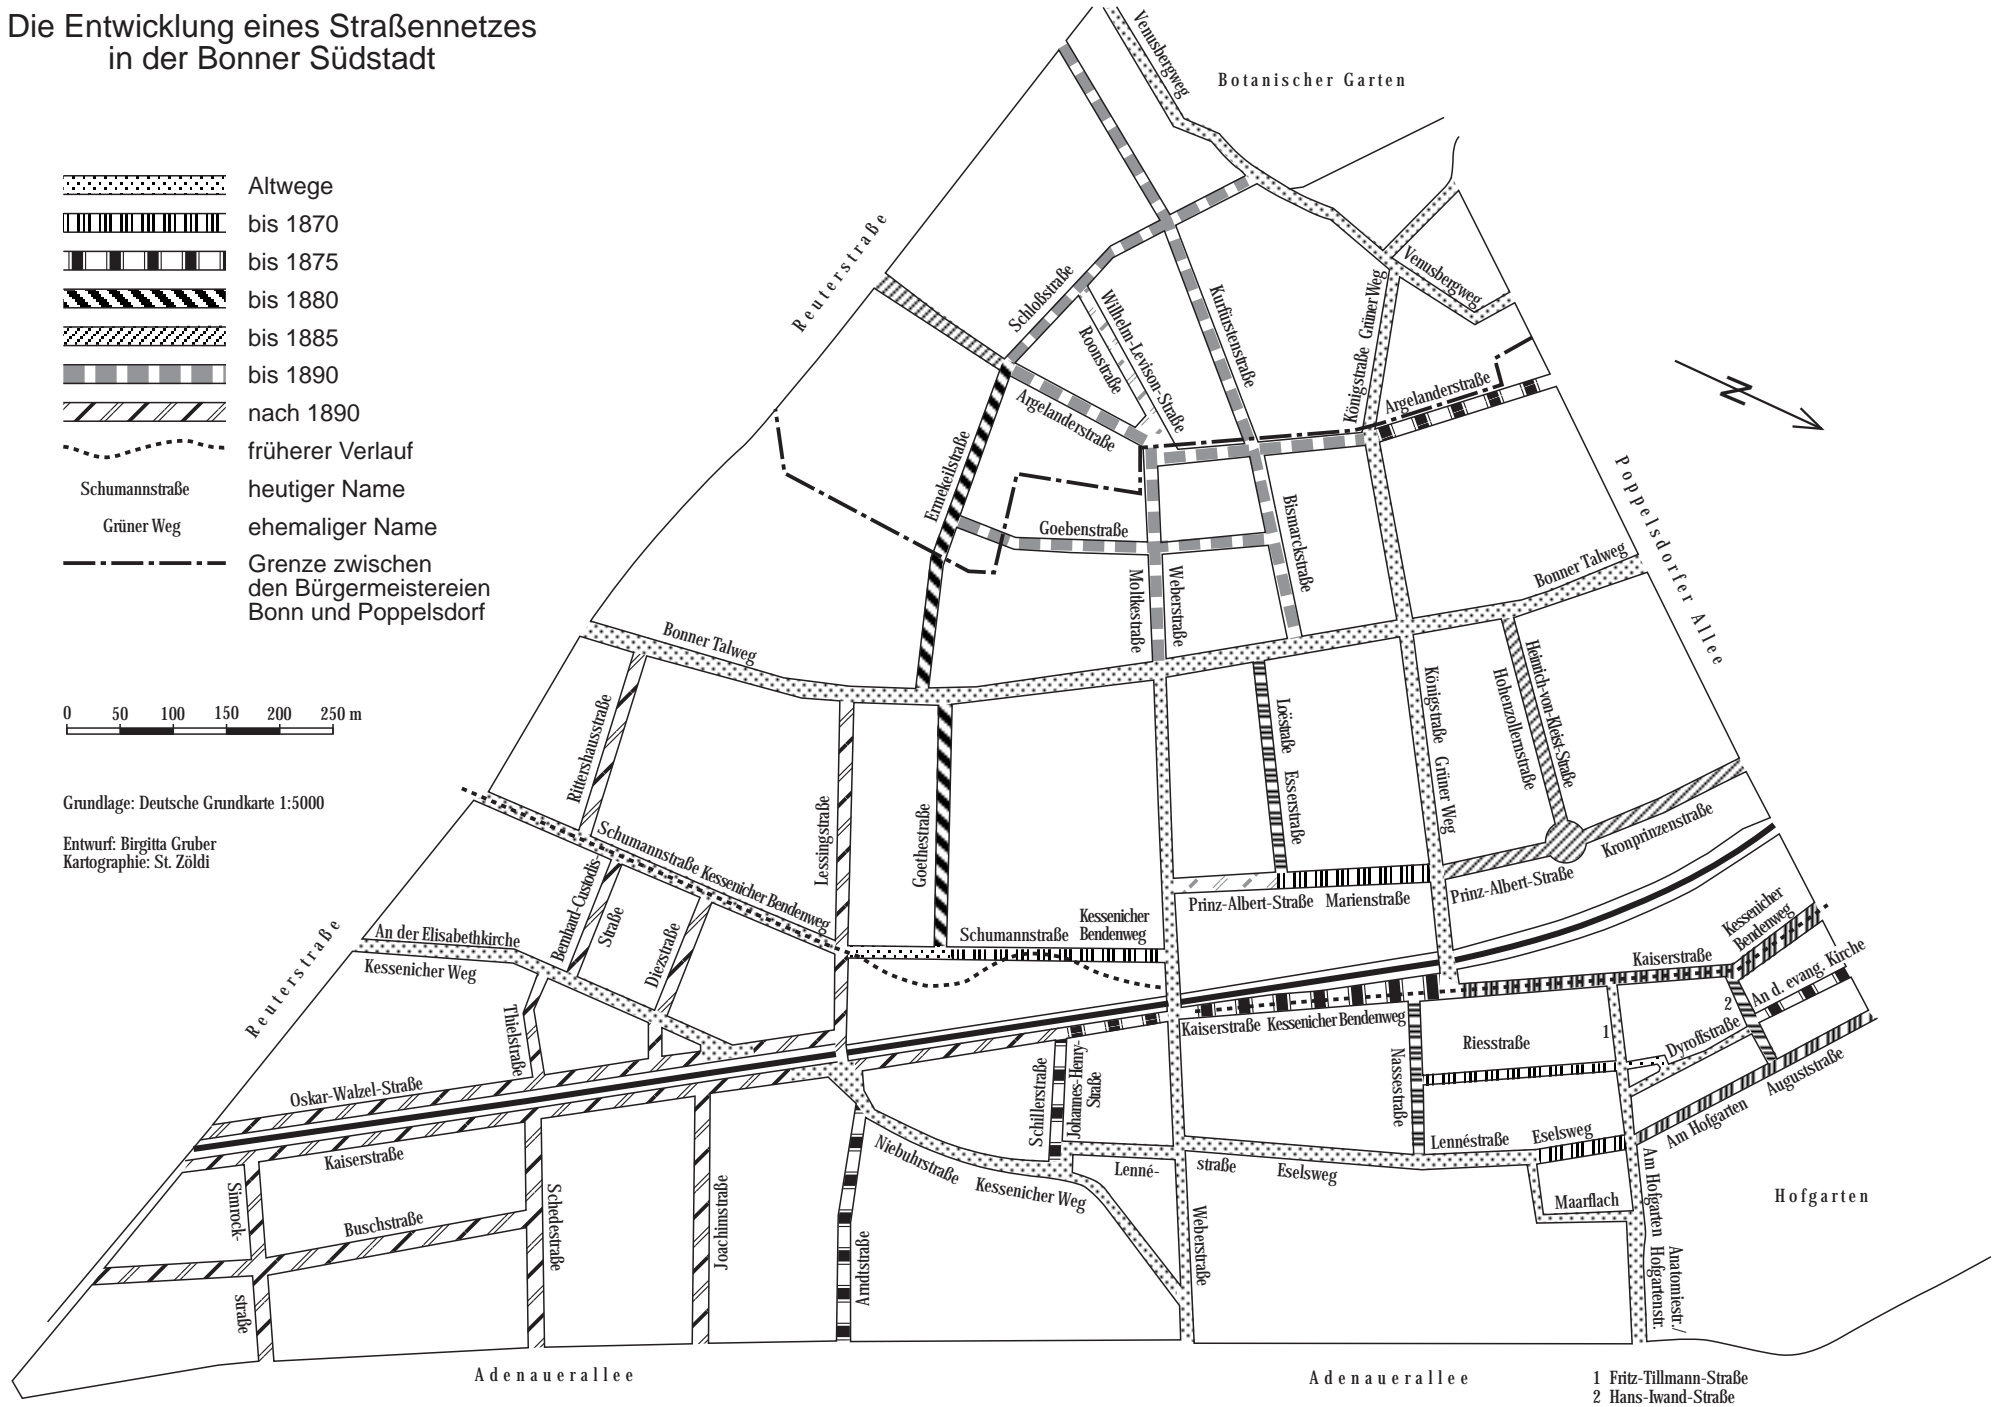 Die Entwicklung eines Straßennetzes
in der Bonner Südstadt
Altwege
bis 1870
bis 1875
bis 1880
bis 1885
bis 1890
nach 1890
früherer Verlauf
Schumannstraße
heutiger Name
Grüner Weg
ehemaliger Name
Grenze zwischen
den Bürgermeistereien
Bonn und Poppelsdorf
0 50 100 150 200 250 m
Grundlage: Deutsche Grundkarte 1:5000
Entwurf: Birgitta Gruber
Kartographie: St. Zöldi
Venusbergweg
Botanischer Garten
Reuterstraße
Schloßstraße
Wilhelm-Levison-Straße
Roonstraße
Kurfürstenstraße
Königstraße Grüner Weg
Venusbergweg
Argelanderstraße
Argelanderstraße
N
Ermekeilstraße
Goebenstraße
Bismarckstraße
Moltkestraße
Weberstraße
Bonner Talweg
Poppelsdorfer Allee
Bonner Talweg
Rittershausstraße
Lessingstraße
Goethestraße
Loëstraße Esserstraße
Königstraße Grüner Weg
Hohenzollernstraße
Heinrich-von-Kleist-Straße
Kronprinzenstraße
Prinz-Albert-Straße
Prinz-Albert-Straße Marienstraße
Schumannstraße Kessenicher Bendenweg
Schumannstraße
Kessenicher
Bendenweg
Bernhard-Custodis-
Straße
Diezstraße
An der Elisabethkirche
Kessenicher Weg
Reuterstraße
Thielstraße
Oskar-Walzel-Straße
Kaiserstraße
Kaiserstraße Kessenicher Bendenweg
Kaiserstraße
Kessenicher
Bendenweg
An d. evang. Kirche
2
1
Dyroffstraße
Riesstraße
Nassestraße
Auguststraße
Am Hofgarten
Schillerstraße
Johannes-Henry-
Straße
Niebuhrstraße
Kessenicher Weg
Lenné-
straße
Eselsweg
Lennéstraße
Eselsweg
Maarflach
Am Hofgarten
Hofgartenstr.
Anatomiestr./
Hofgarten
Simrock-
straße
Buschstraße
Schedestraße
Joachimstraße
Arndtstraße
Weberstraße
Adenauerallee
Adenauerallee
1 Fritz-Tillmann-Straße
2 Hans-Iwand-Straße